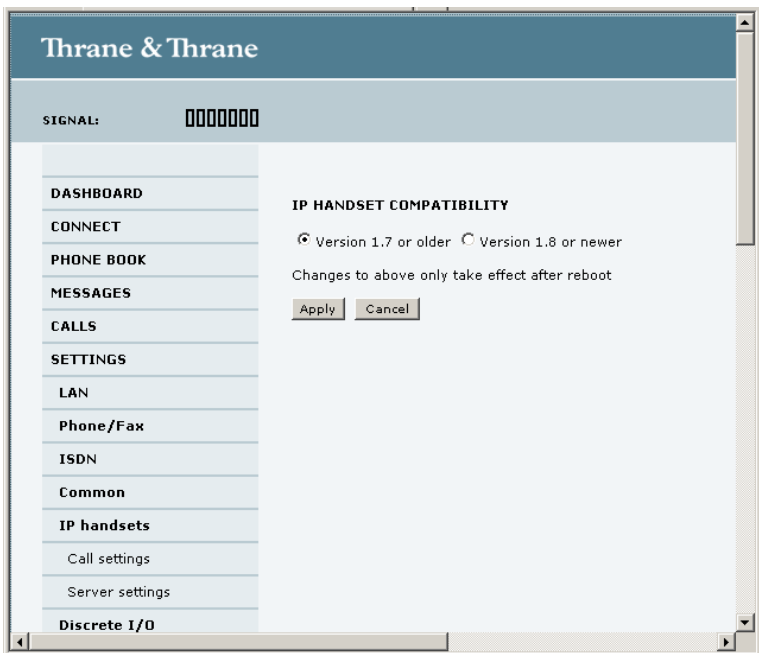 Thrane & Thrane
SIGNAL:
DASHBOARD
CONNECT
PHONE BOOK
MESSAGES
CALLS
SETTINGS
LAN
Phone/Fax
ISDN
Common
IP handsets
Call settings
Server settings
Discrete I/O
IP HANDSET COMPATIBILITY
Version 1.7 or older Version 1.8 or newer
Changes to above only take effect after reboot
Apply Cancel